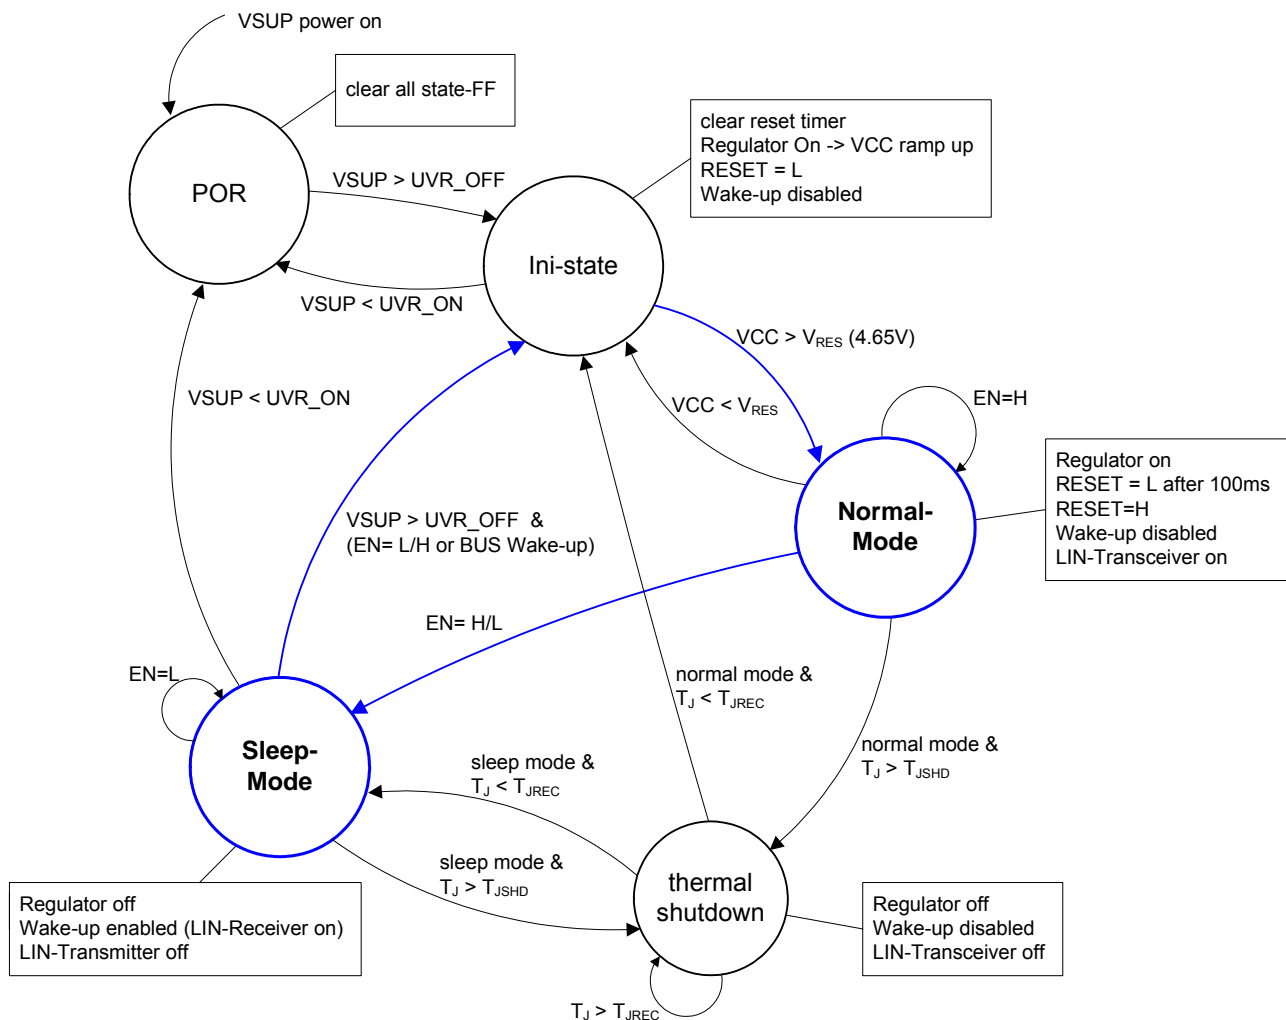 VSUP power on
clear all state-FF
clear reset timer
Regulator On -> VCC ramp up
RESET = L
Wake-up disabled
POR
VSUP > UVR_OFF
Ini-state
VSUP < UVR_ON
VCC > VRES (4.65V)
VSUP < UVR_ON
VCC < VRES
EN=H
Regulator on
RESET = L after 100ms
RESET=H
Wake-up disabled
LIN-Transceiver on
Normal-
Mode
VSUP > UVR_OFF &
(EN= L/H or BUS Wake-up)
EN= H/L
EN=L
normal mode &
TJ < TJREC
Sleep-
Mode
sleep mode &
TJ < TJREC
normal mode &
TJ > TJSHD
sleep mode &
TJ > TJSHD
thermal
shutdown
Regulator off
Wake-up enabled (LIN-Receiver on)
LIN-Transmitter off
Regulator off
Wake-up disabled
LIN-Transceiver off
TJ > TJREC